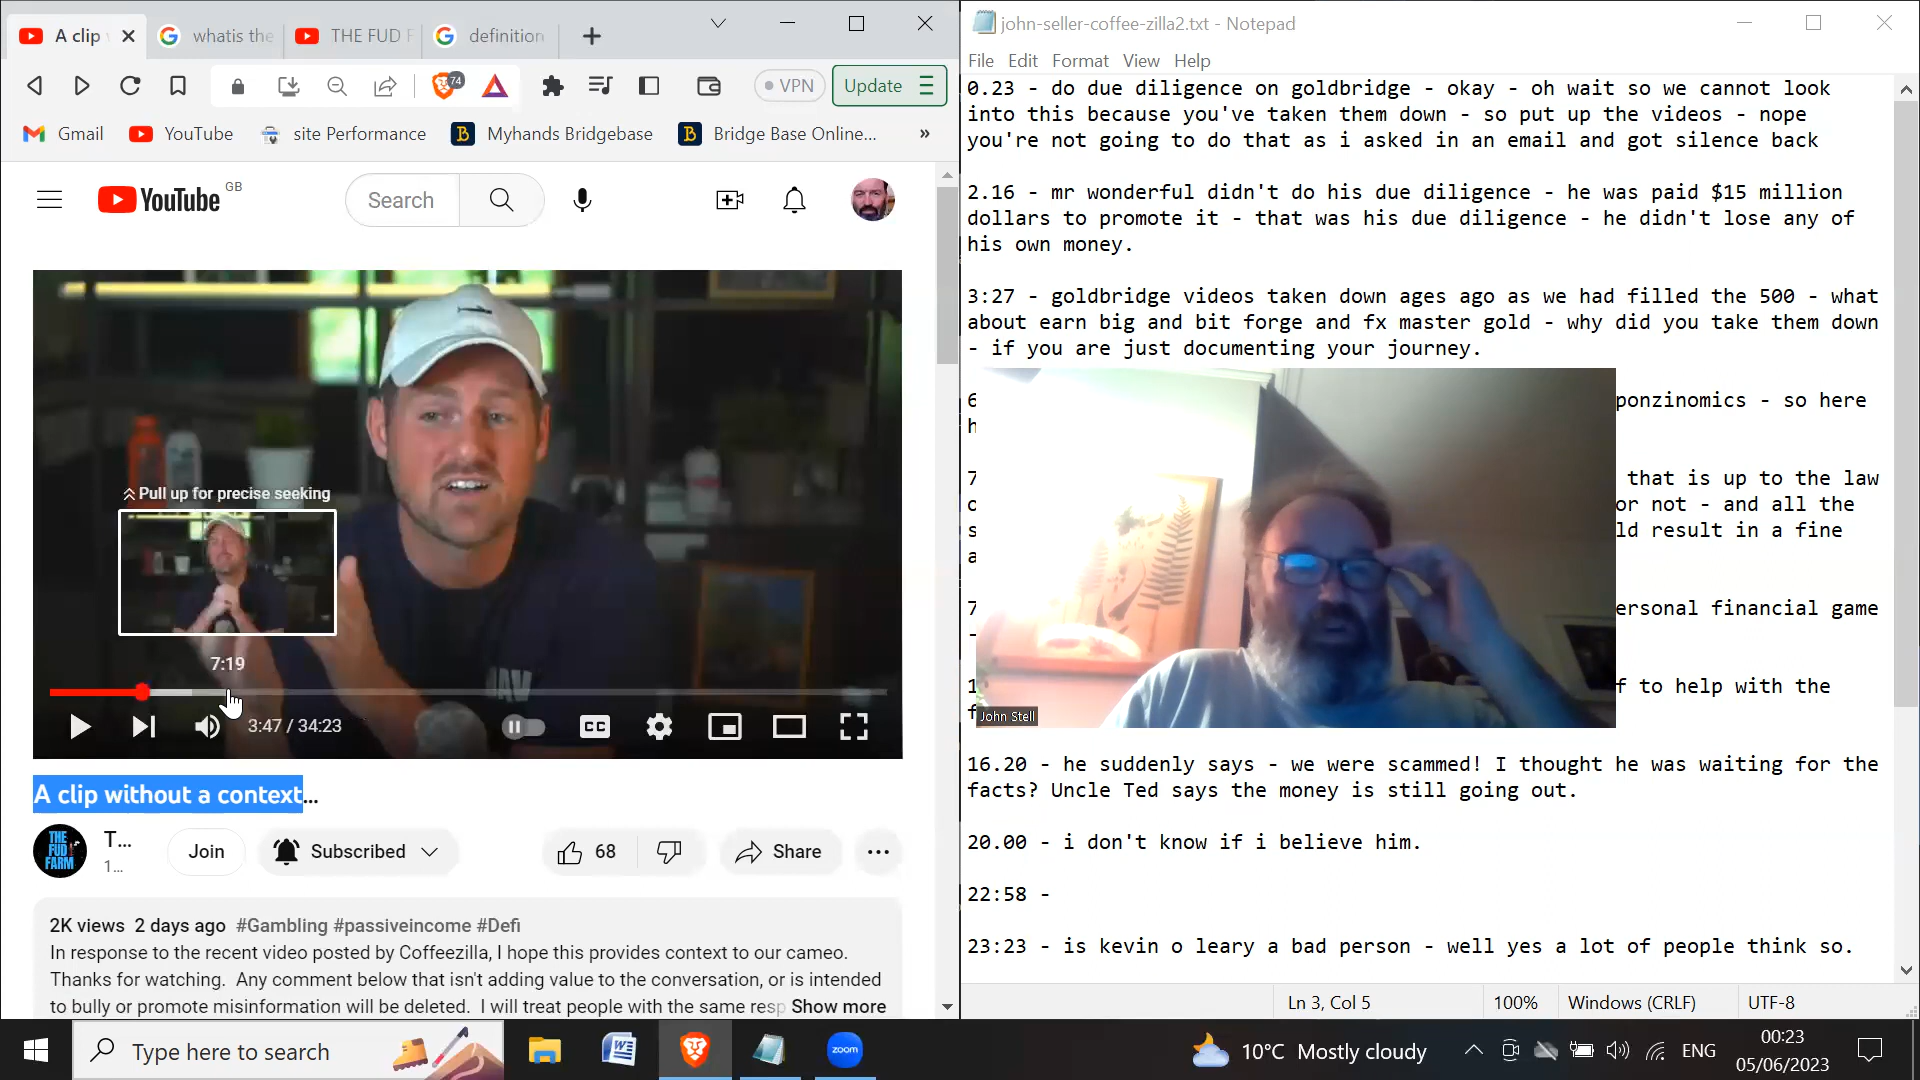 A clip
whatis the
THE FUD F
definition
john-seller-coffee-zilla2.txt - Notepad
File Edit Format View Help
74
VPN
Update
Gmail
YouTube
site Performance
Myhands Bridgebase
Bridge Base Online...
»
YouTube GB
Search
Pull up for precise seeking
7:19
3:47 / 34:23
CC
A clip without a context...
THE FUD FARM
T...
1...
Join
Subscribed
68
Share
2K views 2 days ago #Gambling #passiveincome #Defi
In response to the recent video posted by Coffeezilla, I hope this provides context to our cameo.
Thanks for watching. Any comment below that isn't adding value to the conversation, or is intended
to bully or promote misinformation will be deleted. I will treat people with the same resp Show more
0.23 - do due diligence on goldbridge - okay - oh wait so we cannot look
into this because you've taken them down - so put up the videos - nope
you're not going to do that as i asked in an email and got silence back
2.16 - mr wonderful didn't do his due diligence - he was paid $15 million
dollars to promote it - that was his due diligence - he didn't lose any of
his own money.
3:27 - goldbridge videos taken down ages ago as we had filled the 500 - what
about earn big and bit forge and fx master gold - why did you take them down
- if you are just documenting your journey.
6 ponzinomics - so here
h
7 that is up to the law
or not - and all the
s ld result in a fine
a
7 ersonal financial game
-
1 f to help with the
f
John Stell
16.20 - he suddenly says - we were scammed! I thought he was waiting for the
facts? Uncle Ted says the money is still going out.
20.00 - i don't know if i believe him.
22:58 -
23:23 - is kevin o leary a bad person - well yes a lot of people think so.
Ln 3, Col 5
100%
Windows (CRLF)
UTF-8
Type here to search
zoom
10°C Mostly cloudy
ENG
00:23
05/06/2023